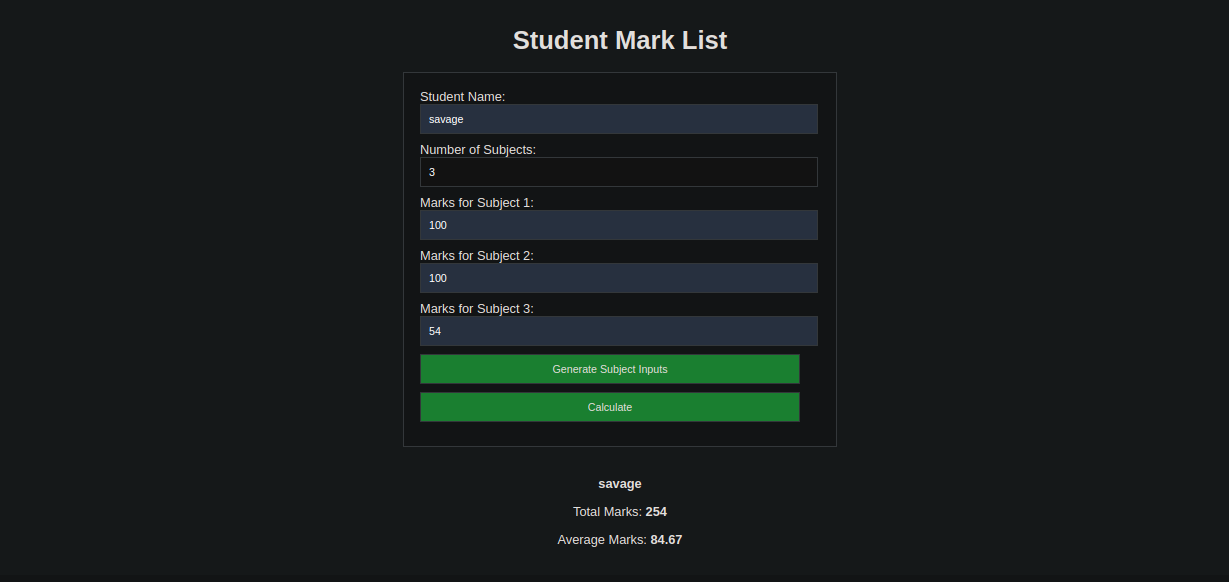 Student Mark List
Student Name:
savage
Number of Subjects:
3
Marks for Subject 1:
100
Marks for Subject 2:
100
Marks for Subject 3:
54
Generate Subject Inputs
Calculate
savage
Total Marks: 254
Average Marks: 84.67